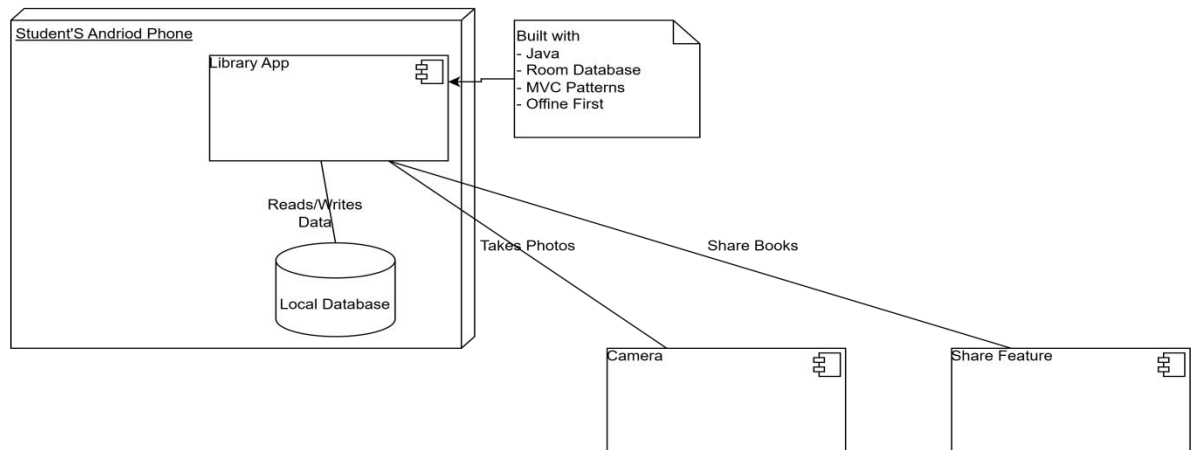 Student'S Andriod Phone
Library App
Built with
- Java
- Room Database
- MVC Patterns
- Offine First
Reads/Writes
Data
Takes Photos
Share Books
Local Database
Camera
Share Feature